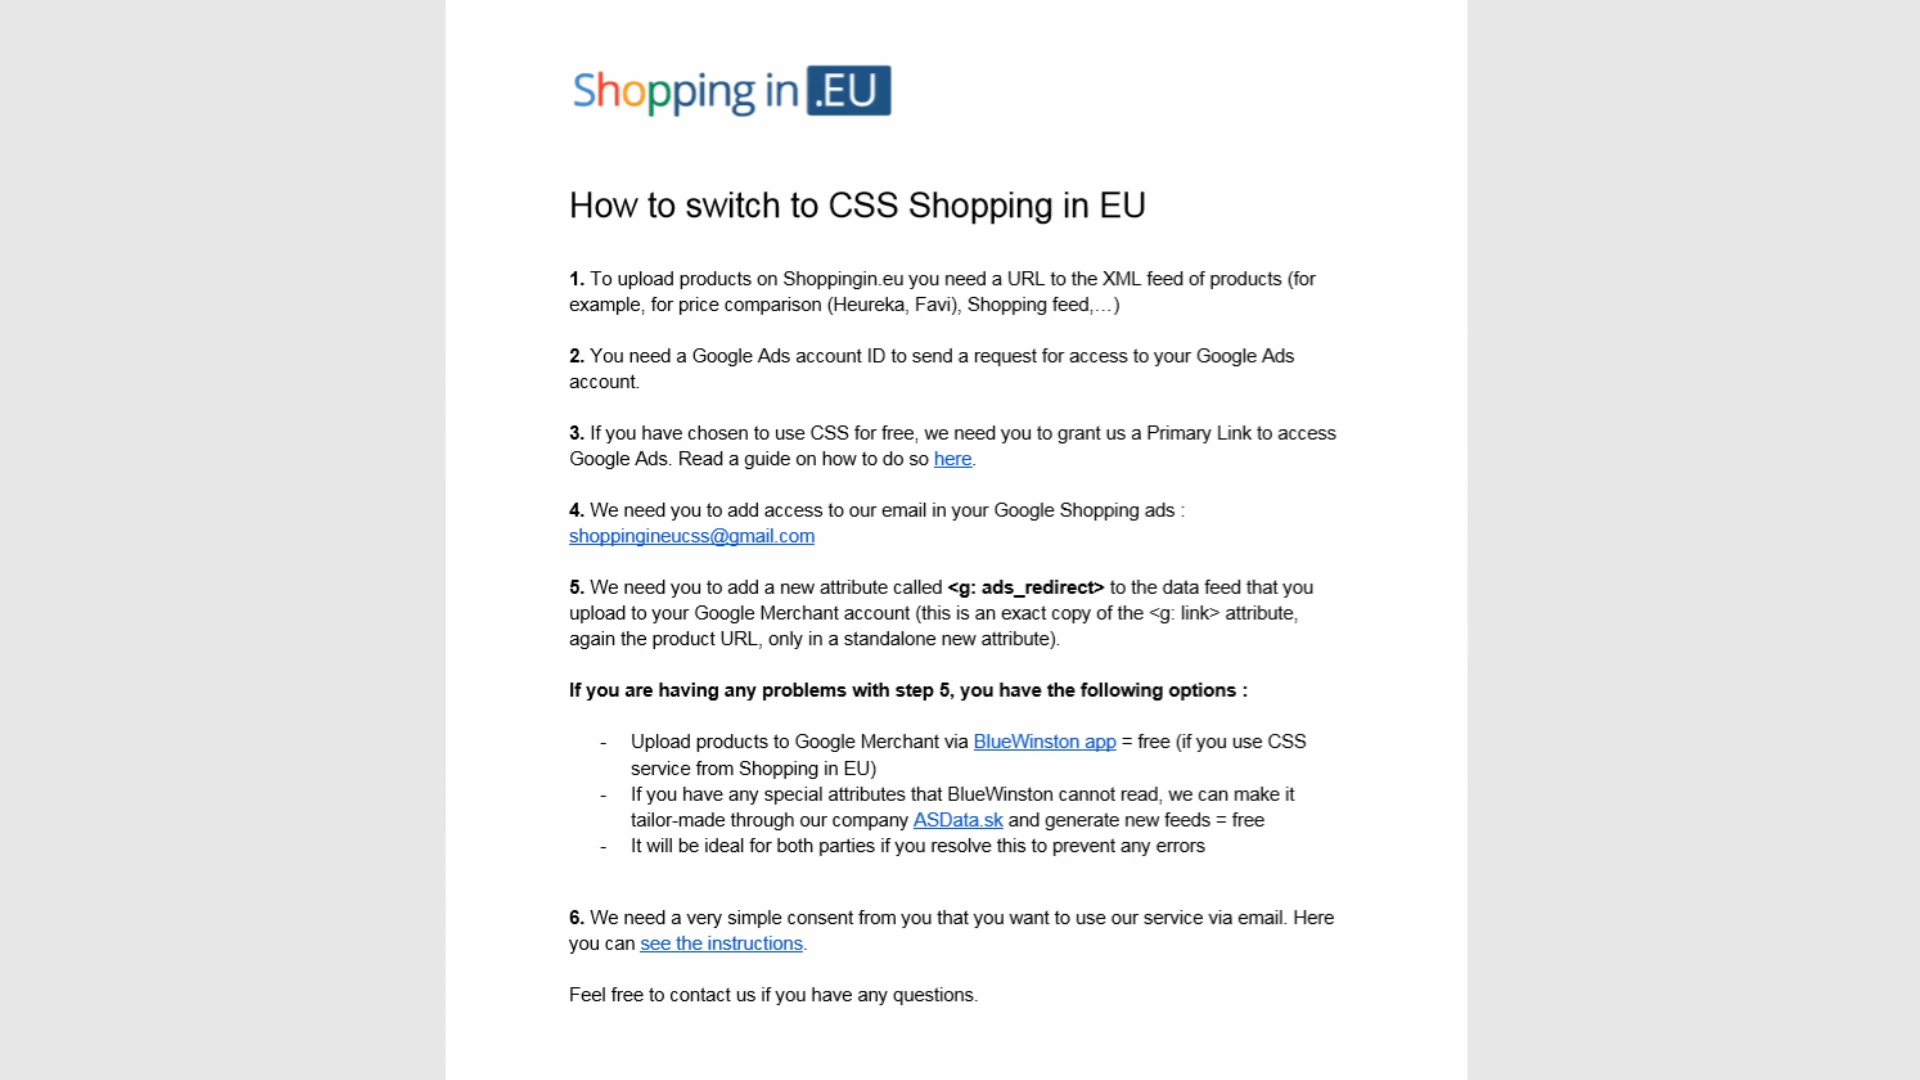 Shopping in .EU
How to switch to CSS Shopping in EU
1. To upload products on Shoppingin.eu you need a URL to the XML feed of products (for
example, for price comparison (Heureka, Favi), Shopping feed,...)
2. You need a Google Ads account ID to send a request for access to your Google Ads
account.
3. If you have chosen to use CSS for free, we need you to grant us a Primary Link to access
Google Ads. Read a guide on how to do so here.
4. We need you to add access to our email in your Google Shopping ads :
shoppingineucss@gmail.com
5. We need you to add a new attribute called <g: ads_redirect> to the data feed that you
upload to your Google Merchant account (this is an exact copy of the <g: link> attribute,
again the product URL, only in a standalone new attribute).
If you are having any problems with step 5, you have the following options :
- Upload products to Google Merchant via BlueWinston app = free (if you use CSS
service from Shopping in EU)
- If you have any special attributes that BlueWinston cannot read, we can make it
tailor-made through our company ASData.sk and generate new feeds = free
- It will be ideal for both parties if you resolve this to prevent any errors
6. We need a very simple consent from you that you want to use our service via email. Here
you can see the instructions.
Feel free to contact us if you have any questions.